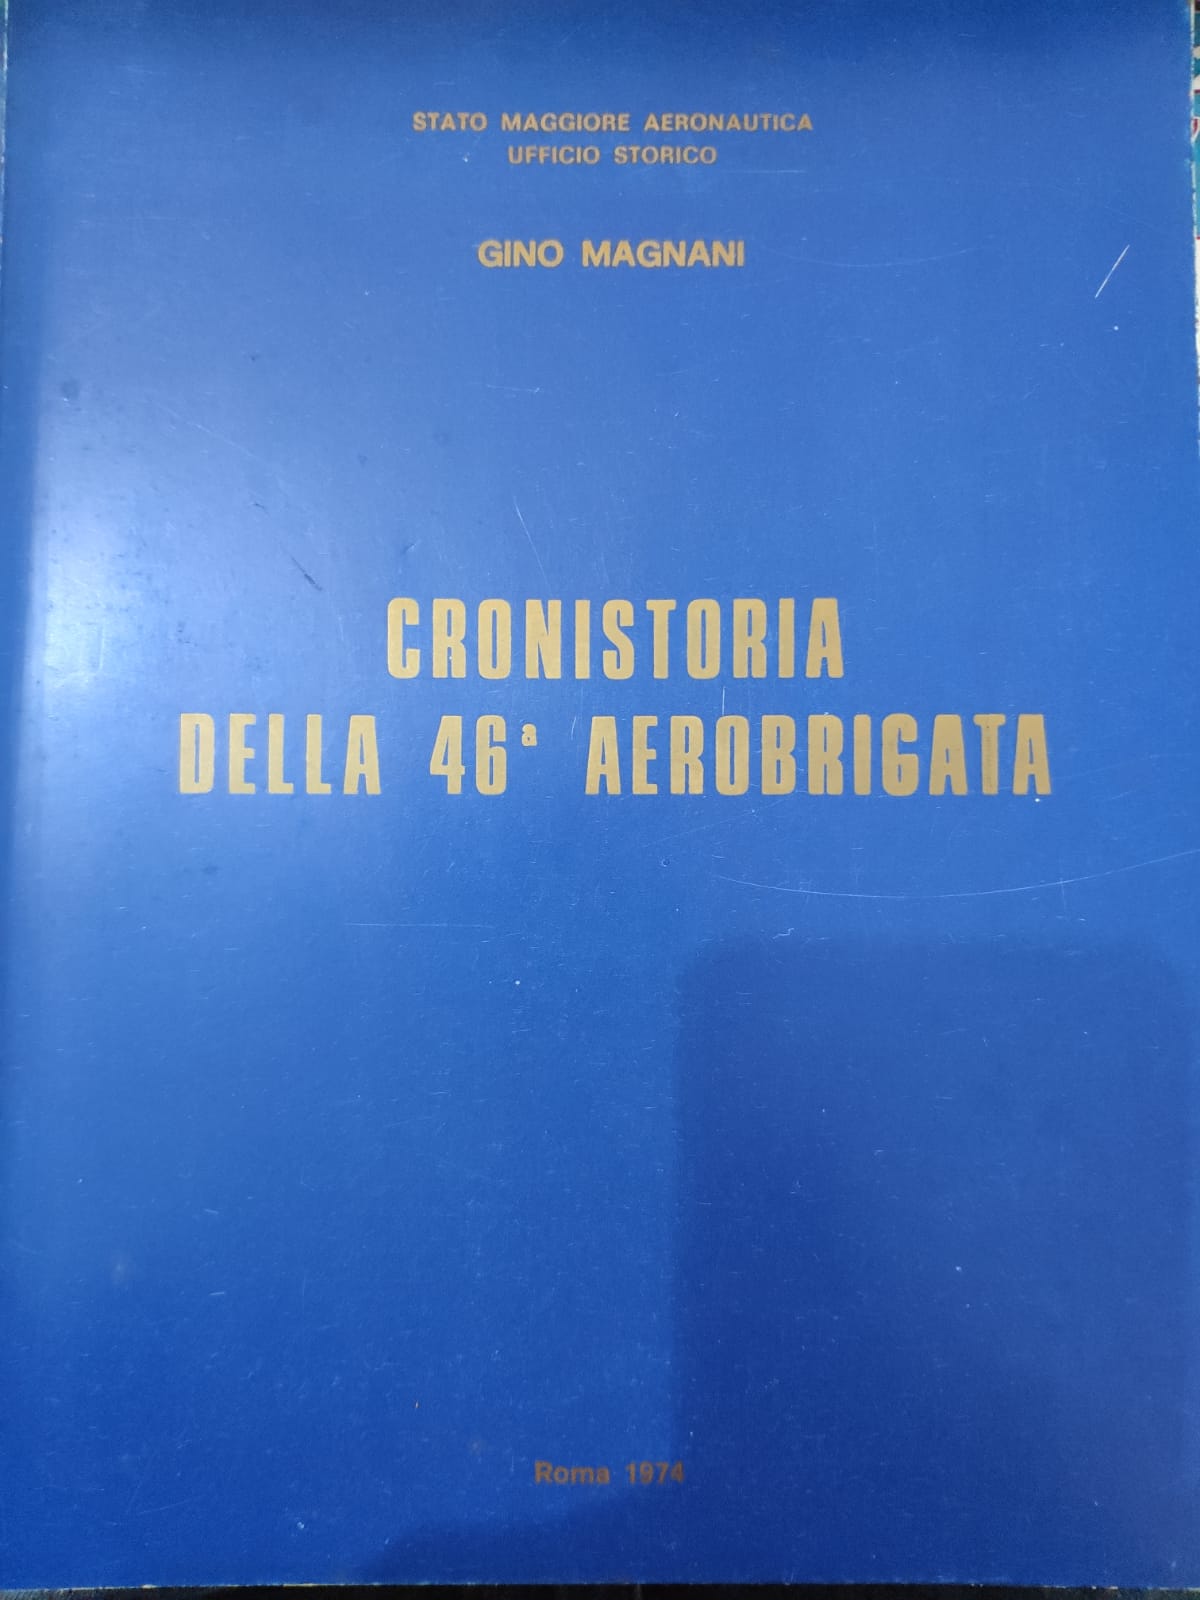 STATO MAGGIORE AERONAUTICA
UFFICIO STORICO
GINO MAGNANI
CRONISTORIA
DELLA 46ª AEROBRIGATA
Roma 1974